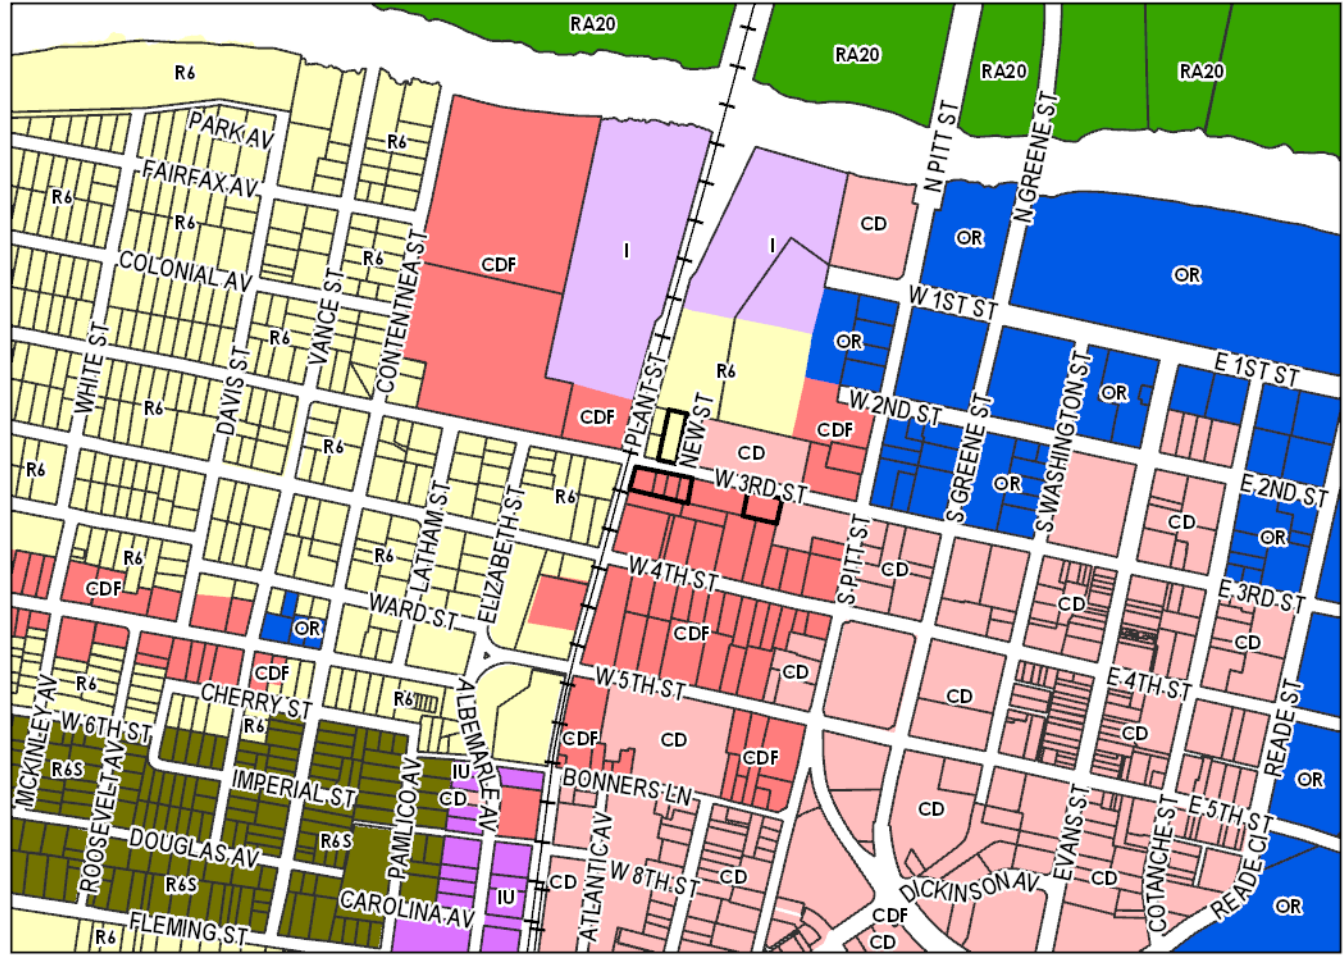 RA20
RA20
RA20
RA20
R6
PARK AV
R6
N PITT ST
N GREENE ST
FAIRFAX AV
R6
R6
CD
OR
COLONIAL AV
R6
CDF
I
I
OR
VANCE ST
CONTENTNEA ST
W 1ST ST
R6
OR
E 1ST ST
WHITE ST
DAVIS ST
R6
PLANT ST
R6
NEW ST
W 2ND ST
OR
R6
CDF
CD
CDF
S GREENE ST
S WASHINGTON ST
R6
LATHAM ST
ELIZABETH ST
R6
W 3RD ST
OR
E 2ND ST
CD
OR
R6
R6
W 4TH ST
S PITT ST
CD
E 3RD ST
CDF
WARD ST
CD
OR
CDF
CD
CDF
CD
W 5TH ST
E 4TH ST
R6
CHERRY ST
R6
CD
R6
ALBEMARLE AV
W 6TH ST
CDF
CD
CD
READE ST
MCKINLEY AV
ROOSEVELT AV
R6S
IU
CDF
OR
IMPERIAL ST
PAMLICO AV
CD
BONNERS LN
CD
E 5TH ST
R6S
DOUGLAS AV
EVANS ST
COTANCHE ST
READE CI
R6S
CD
ATLANTIC AV
W 8TH ST
CD
DICKINSON AV
CD
CAROLINA AV
IU
CDF
OR
FLEMING ST
R6
CD